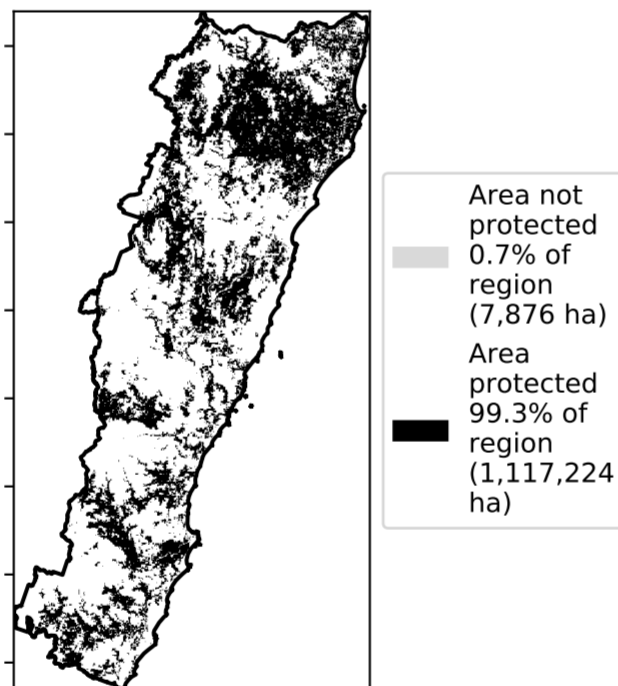 Area not
protected
0.7% of
region
(7,876 ha)
Area
protected
99.3% of
region
(1,117,224
ha)